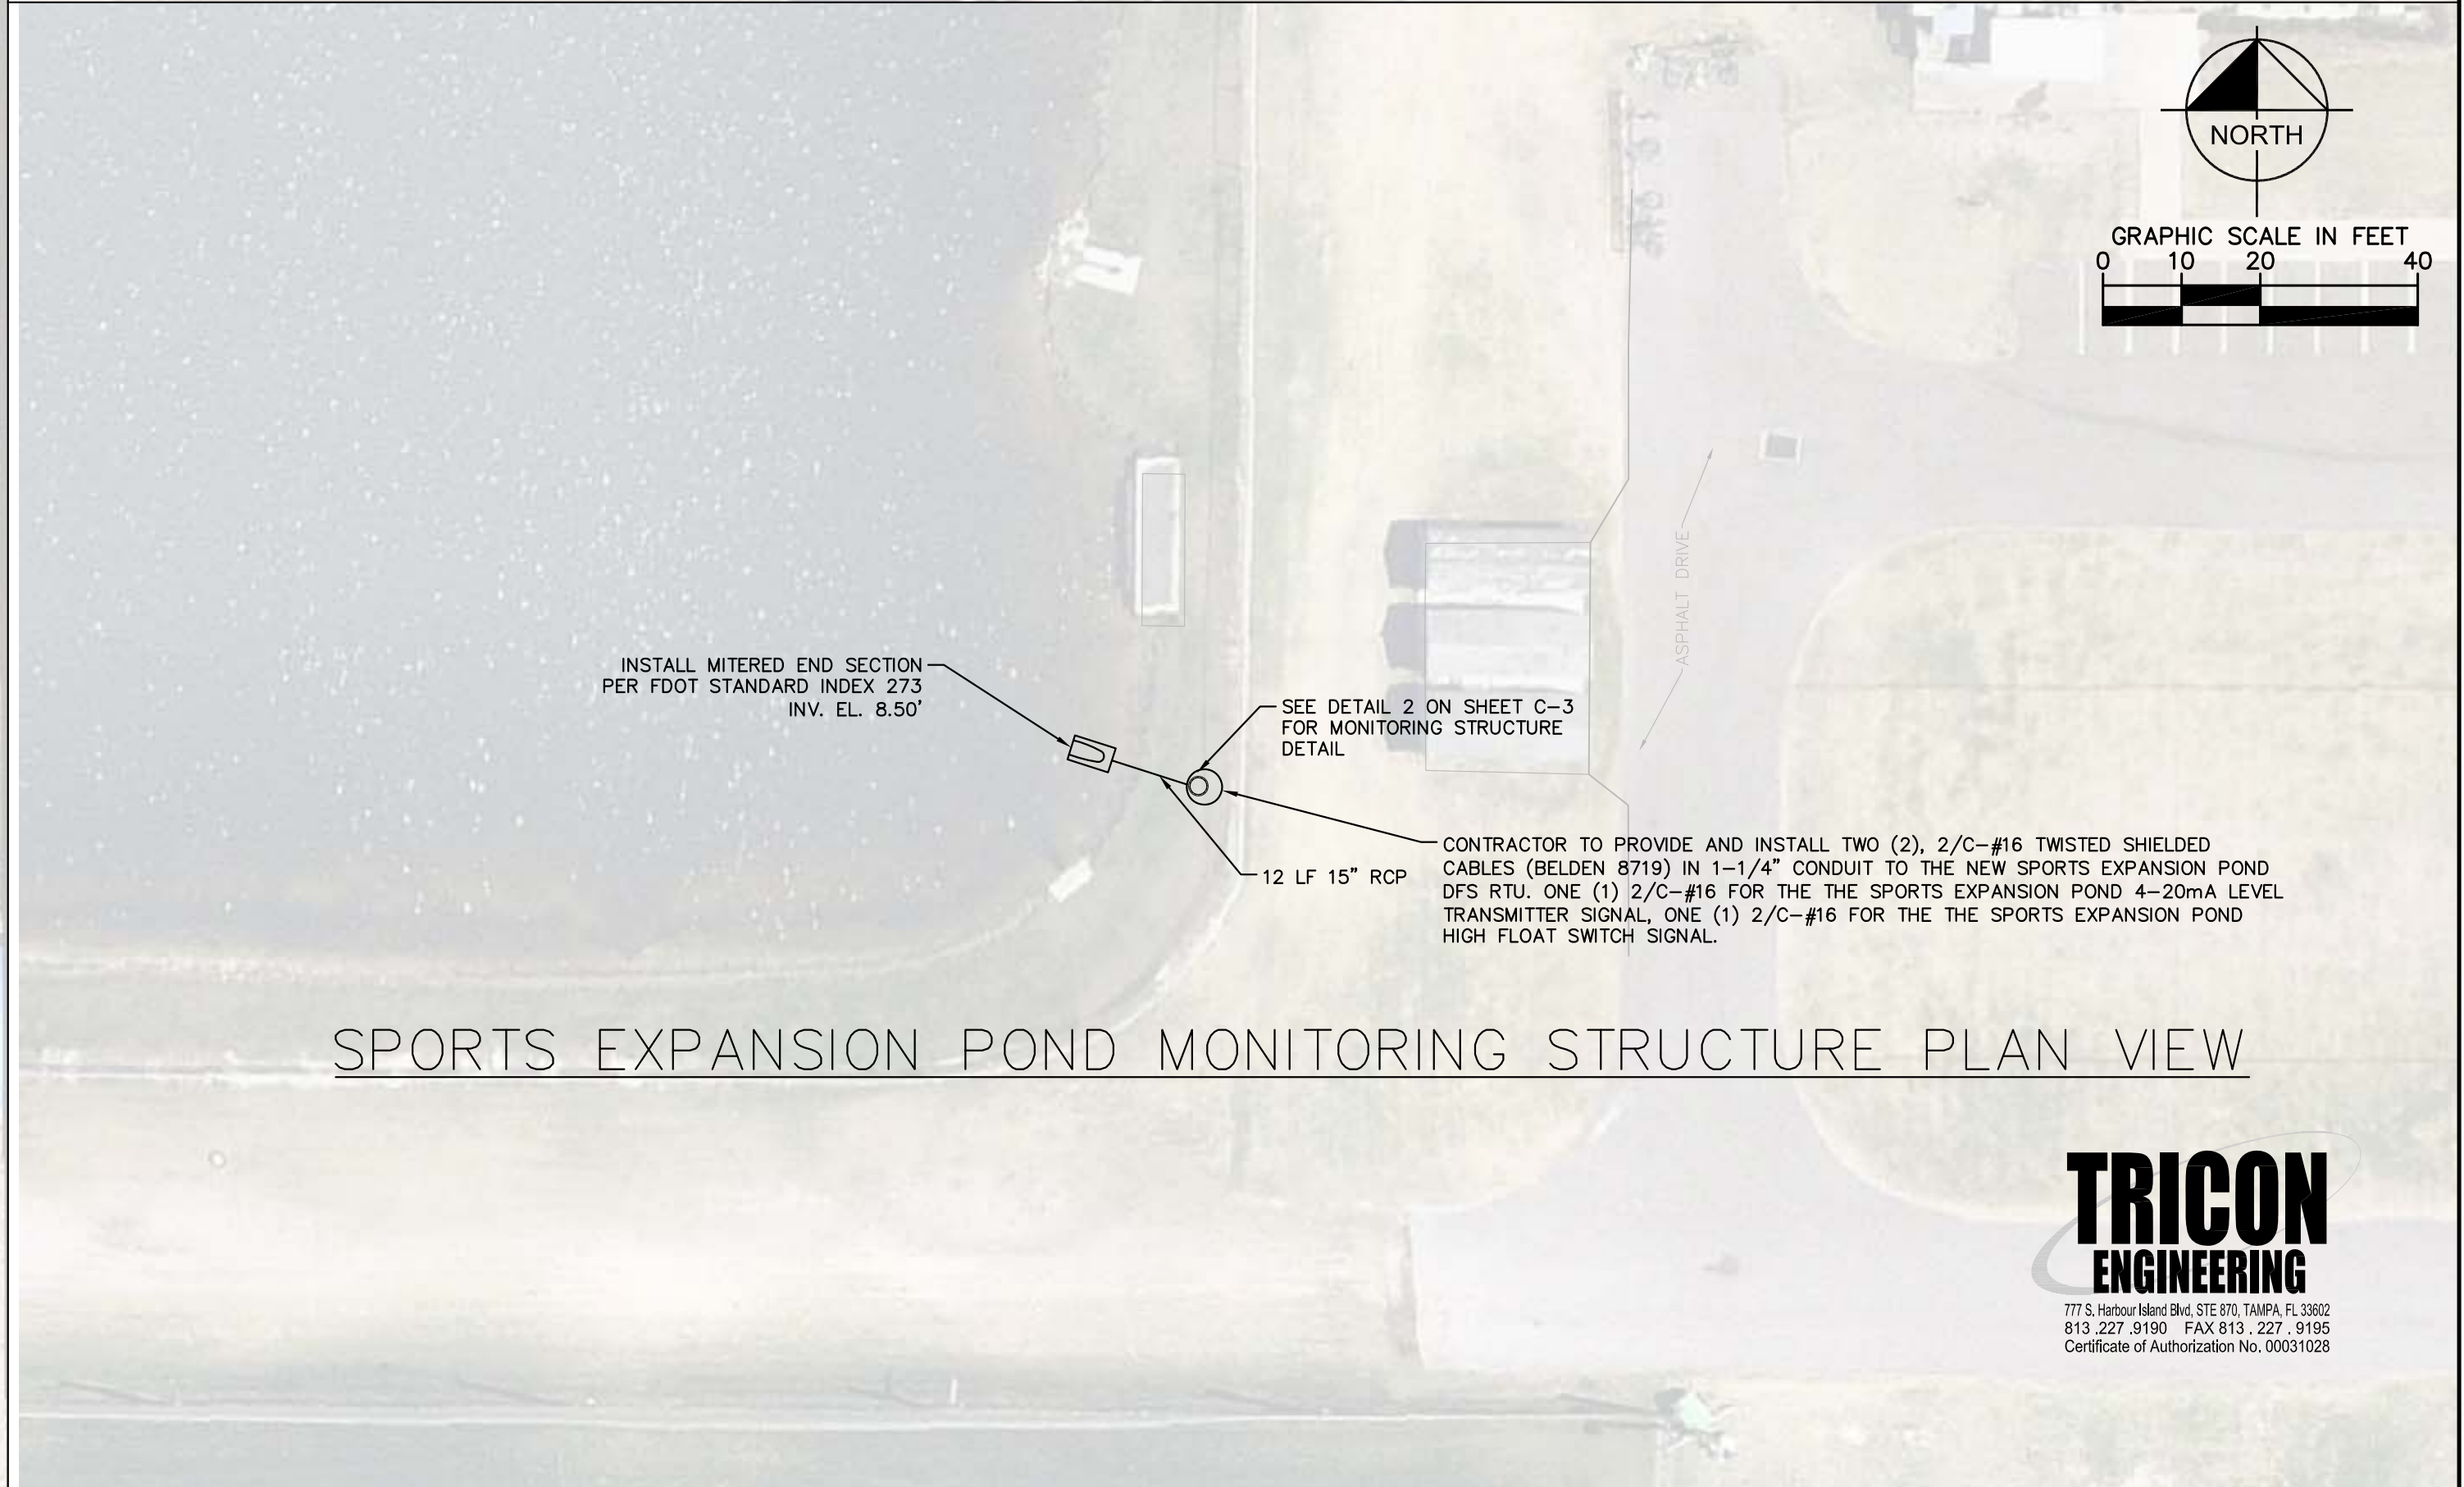 NORTH
GRAPHIC SCALE IN FEET
0 10 20 40
ASPHALT DRIVE
INSTALL MITERED END SECTION
PER FDOT STANDARD INDEX 273
INV. EL. 8.50'
SEE DETAIL 2 ON SHEET C-3
FOR MONITORING STRUCTURE
DETAIL
12 LF 15" RCP
CONTRACTOR TO PROVIDE AND INSTALL TWO (2), 2/C-#16 TWISTED SHIELDED
CABLES (BELDEN 8719) IN 1-1/4" CONDUIT TO THE NEW SPORTS EXPANSION POND
DFS RTU. ONE (1) 2/C-#16 FOR THE THE SPORTS EXPANSION POND 4-20mA LEVEL
TRANSMITTER SIGNAL, ONE (1) 2/C-#16 FOR THE THE SPORTS EXPANSION POND
HIGH FLOAT SWITCH SIGNAL.
SPORTS EXPANSION POND MONITORING STRUCTURE PLAN VIEW
TRICON
ENGINEERING
777 S. Harbour Island Blvd, STE 870, TAMPA, FL 33602
813 .227 .9190 FAX 813 . 227 . 9195
Certificate of Authorization No. 00031028